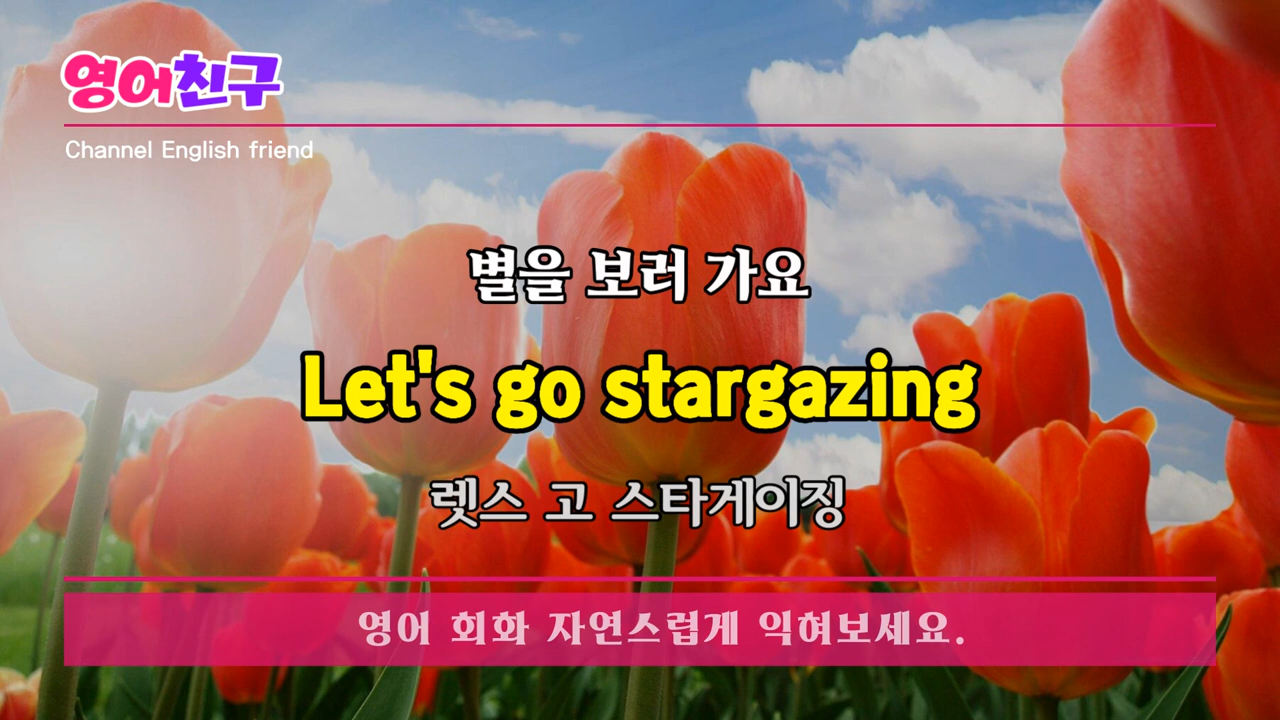 영어친구
Channel English friend
별을 보러 가요
Let's go stargazing
렛스 고 스타게이징
영어 회화 자연스럽게 익혀보세요.